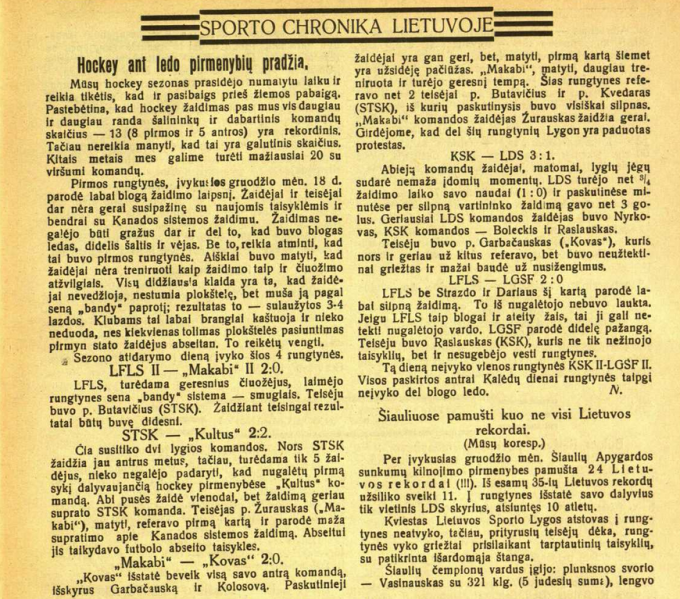 SPORTO CHRONIKA LIETUVOJE
Hockey ant ledo pirmenybių pradžia.
Mūsų hockey sezonas prasidėjo numatytu laiku ir
reikia tikėtis, kad ir pasibaigs prieš žiemos pabaigą.
Pastebėtina, kad hockey žaidimas pas mus vis daugiau
ir daugiau randa šalininkų ir dabartinis komandų
skaičius — 13 (8 pirmos ir 5 antros) yra rekordinis.
Tačiau nereikia manyti, kad tai yra galutinis skaičius.
Kitais metais mes galime turėti mažiausiai 20 su
viršumi komandų.
Pirmos rungtynės, įvykusios gruodžio mėn. 18 d.
parodė labai blogą žaidimo laipsnį. Žaidėjai ir teisėjai
dar nėra gerai susipažinę su naujomis taisyklėmis ir
bendrai su Kanados sistemos žaidimu. Žaidimas ne-
galėjo būti gražus dar ir del to, kad buvo blogas
ledas, didelis šaltis ir vėjas. Be to, reikia atminti, kad
tai buvo pirmos rungtynės. Aiškiai buvo matyti, kad
žaidėjai nėra treniruoti kaip žaidimo taip ir čiuožimo
atžvilgiais. Visų didžiausia klaida yra ta, kad žaidė-
jai nevedžioja, nestumia plokštelę, bet muša ją pagal
seną „bandy" paprotį; rezultatas to — sulaužytos 3-4
lazdos. Klubams tai labai brangiai kaštuoja ir nieko
neduoda, nes kiekvienas tolimas plokštelės pasiuntimas
pirmyn stato žaidėjus abseitan. To reikėtų vengti.
Sezono atidarymo dieną įvyko šios 4 rungtynės.
LFLS II — „Makabi" II 2:0.
LFLS, turėdama geresnius čiuožėjus, laimėjo
rungtynes sena „bandy" sistema — smugiais. Teisėju
buvo p. Butavičius (STSK). Žaidžiant teisingai rezul-
tatai būtų buvę didesni.
STSK — „Kultus" 2:2.
Čia susitiko dvi lygios komandos. Nors STSK
žaidžia jau antrus metus, tačiau, turėdama tik 5 žai-
dėjus, nieko negalėjo padaryti, kad nugalėtų pirmą
sykį dalyvaujančią hockey pirmenybėse „Kultus" ko-
mandą. Abi pusės žaidė vienodai, bet žaidimą geriau
suprato STSK komanda. Teisėjas p. Žurauskas („Ma-
kabi"), matyti, referavo pirmą kartą ir parodė maža
supratimo apie Kanados sistemos žaidimą. Abseitui
jis taikydavo futbolo abseito taisykles.
„Makabi" — „Kovas" 2:0.
„Kovas" išstatė beveik visą savo antrą komandą,
išskyrus Garbačauską ir Kolosovą. Paskutinieji
žaidėjai yra gan geri, bet, matyti, pirmą kartą šiemet
yra užsidėję pačiūžas. „Makabi", matyti, daugiau tre-
niruota ir turėjo geresnį tempą. Šias rungtynes refe-
ravo net 2 teisėjai p. Butavičius ir p. Kvedaras
(STSK), iš kurių paskutinysis buvo visiškai silpnas.
„Makabi" komandos žaidėjas Žurauskas žaidžia gerai.
Girdėjome, kad del šių rungtynių Lygon yra paduotas
protestas.
KSK — LDS 3:1.
Abiejų komandų žaidėjai, matomai, lygių jėgų
sudarė nemaža įdomių momentų. LDS turėjo net ¾
žaidimo laiko savo naudai (1:0) ir paskutinėse mi-
nutėse per silpną vartininko žaidimą gavo net 3
golus. Geriausiai LDS komandos žaidėjas buvo Nyrko-
vas, KSK komandos — Boleckis ir Raslauskas.
Teisėju buvo p. Garbačauskas („Kovas"), kuris
nors ir geriau už kitus referavo, bet buvo neužtekti-
nai griežtas ir mažai baudė už nusižengimus.
LFLS — LGSF 2:0
LFLS be Strazdo ir Dariaus šį kartą parodė la-
bai silpną žaidimą. To iš nugalėtojo nebuvo laukta.
Jeigu LFLS taip blogai ir ateity žais, tai ji gali ne-
tekti nugalėtojo vardo. LGSF parodė didelę pažangą.
Teisėju buvo Raslauskas (KSK), kuris ne tik nežinojo
taisyklių, bet ir nesugebėjo vesti rungtynes.
Tą dieną neįvyko vienos rungtynės KSK II-LGSF II.
Visos paskirtos antrai Kalėdų dienai rungtynės taipgi
neįvyko del blogo ledo. N.
Šiauliuose pamušti kuo ne visi Lietuvos
rekordai.
(Mūsų koresp.)
Per įvykusias gruodžio mėn. Šiaulių Apygardos
sunkumų kilnojimo pirmenybes pamušta 24 Lietu-
vos rekordai (!!!). Iš esamų 35-ių Lietuvos rekordų
užsiliko sveiki 11. Į rungtynes išstatė savo dalyvius
tik vietinis LDS skyrius, atsiuntęs 10 atletų.
Kviestas Lietuvos Sporto Lygos atstovas į rung-
tynes neatvyko, tačiau, prityrusių teisėjų dėka, rung-
tynės vyko griežtai prisilaikant tarptautinių taisyklių,
su patikrinta išardomąja štanga.
Šiaulių čempionų vardus įgijo: plunksnos svorio
— Vasinauskas su 321 klg. (5 judesių suma), lengvo